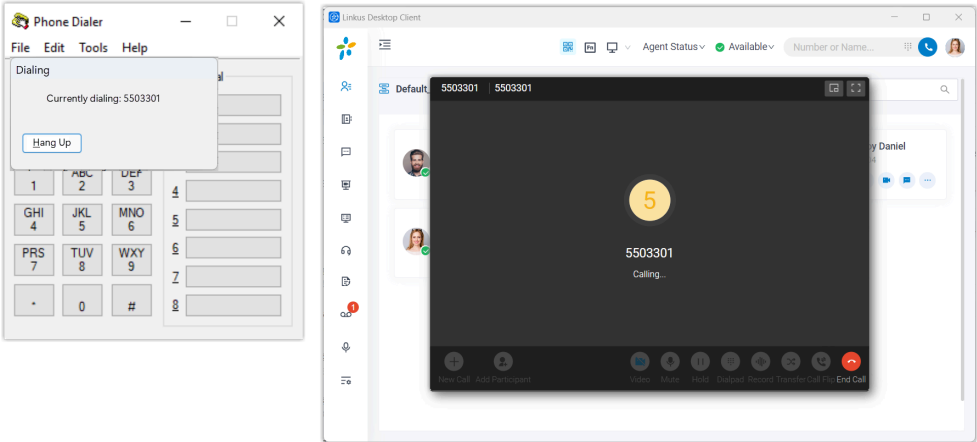 Phone Dialer
File Edit Tools Help
Dialing
Currently dialing: 5503301
Hang Up
1
ABC
2
DEF
3
GHI
4
JKL
5
MNO
6
PRS
7
TUV
8
WXY
9
*
0
#
4
5
6
7
8
Linkus Desktop Client
Agent Status
Available
Number or Name...
Default_
5503301 5503301
y Daniel
4
5
5503301
Calling...
1
New Call
Add Participant
Video
Mute
Hold
Dialpad
Record
Transfer
Call Flip
End Call